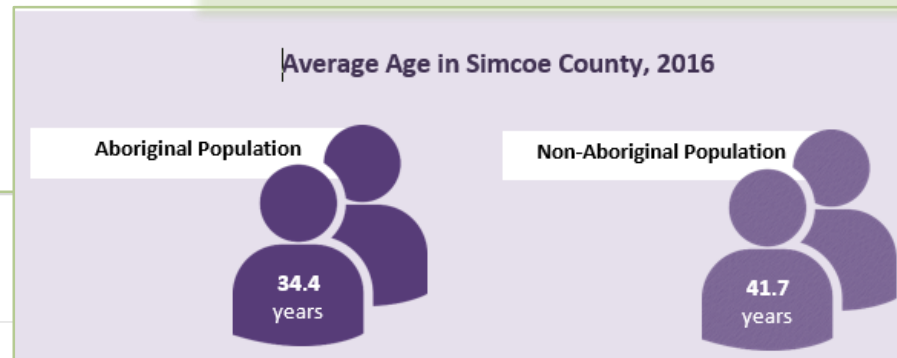 Average Age in Simcoe County, 2016
Aboriginal Population
Non-Aboriginal Population
34.4
years
41.7
years